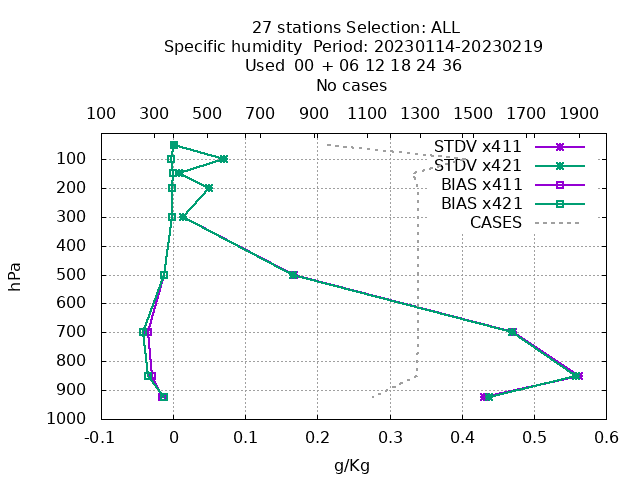 27 stations Selection: ALL
Specific humidity  Period: 20230114-20230219
Used  00 + 06 12 18 24 36
No cases
100 300 500 700 900 1100 1300 1500 1700 1900
STDV x411
STDV x421
BIAS x411
BIAS x421
CASES
100
200
300
400
500
600
700
800
900
1000
hPa
-0.1 0 0.1 0.2 0.3 0.4 0.5 0.6
g/Kg